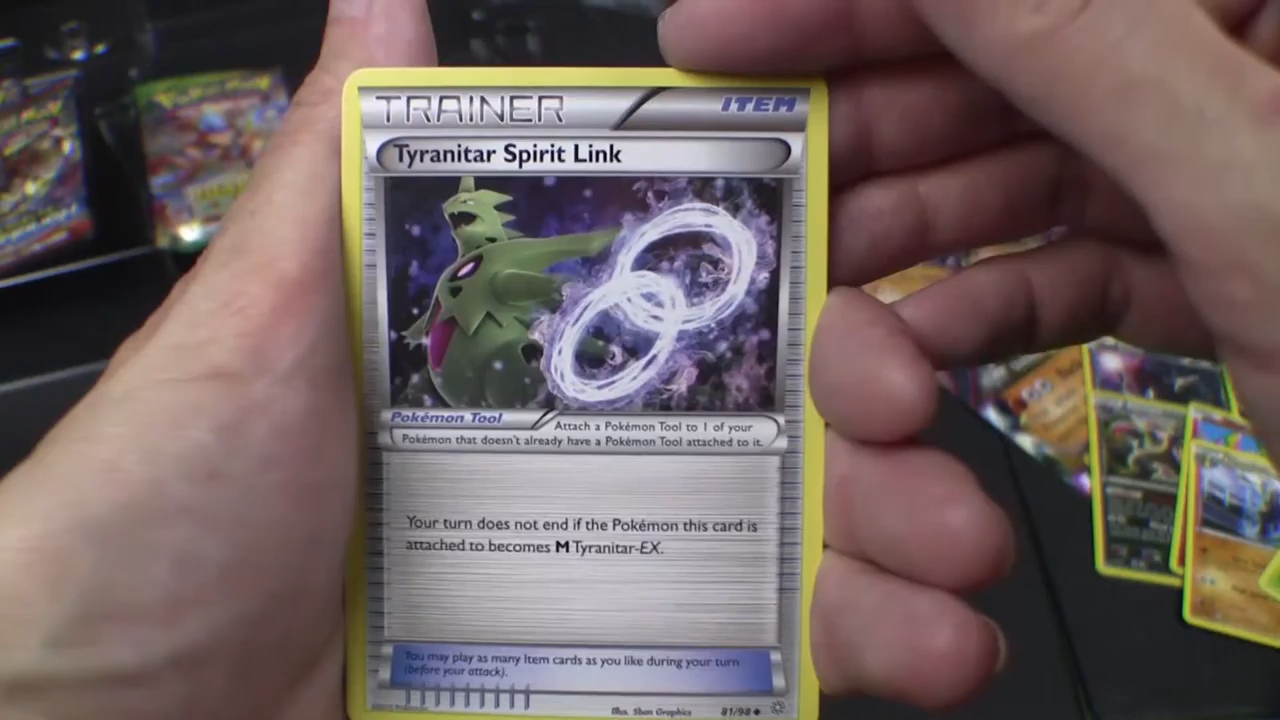 TRAINER ITEM
Tyranitar Spirit Link
Pokémon Tool
Attach a Pokémon Tool to 1 of your
Pokémon that doesn't already have a Pokémon Tool attached to it.
Your turn does not end if the Pokémon this card is
attached to becomes M Tyranitar-EX.
You may play as many Item cards as you like during your turn
(before your attack).
Illus. 5ban Graphics 81/98